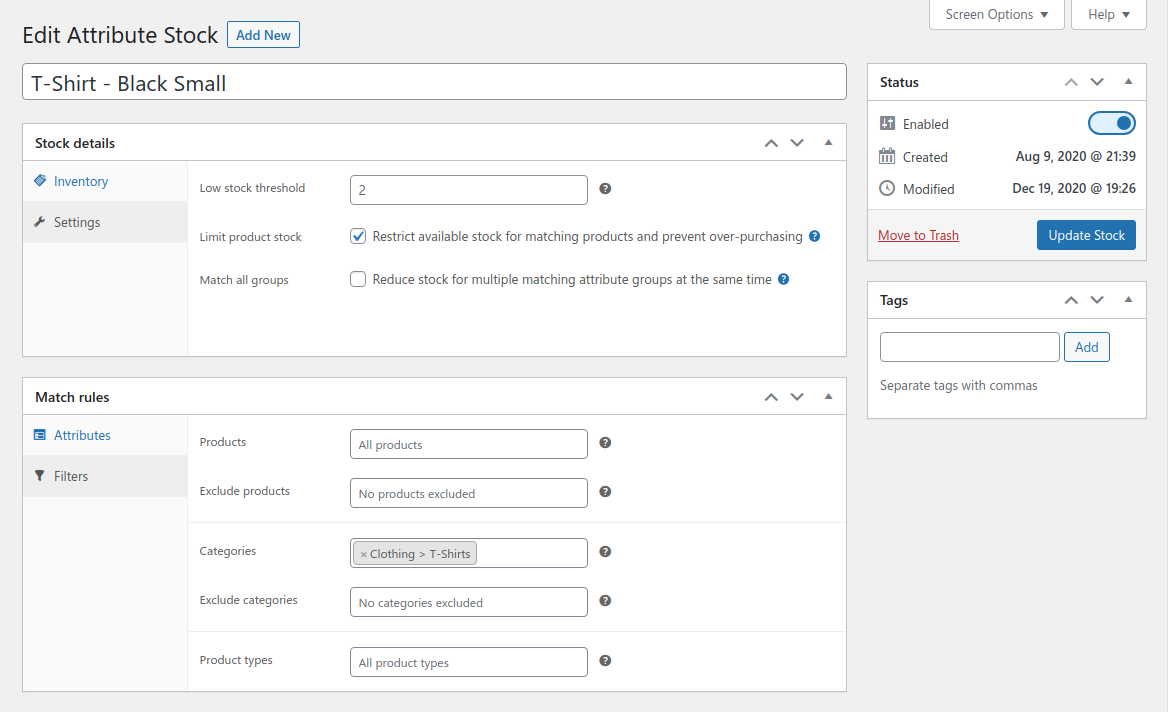 Screen Options
Help
Edit Attribute Stock
Add New
T-Shirt - Black Small
Stock details
Inventory
Settings
Low stock threshold
2
Limit product stock
Restrict available stock for matching products and prevent over-purchasing
Match all groups
Reduce stock for multiple matching attribute groups at the same time
Match rules
Attributes
Filters
Products
All products
Exclude products
No products excluded
Categories
× Clothing > T-Shirts
Exclude categories
No categories excluded
Product types
All product types
Status
Enabled
Created
Aug 9, 2020 @ 21:39
Modified
Dec 19, 2020 @ 19:26
Move to Trash
Update Stock
Tags
Add
Separate tags with commas